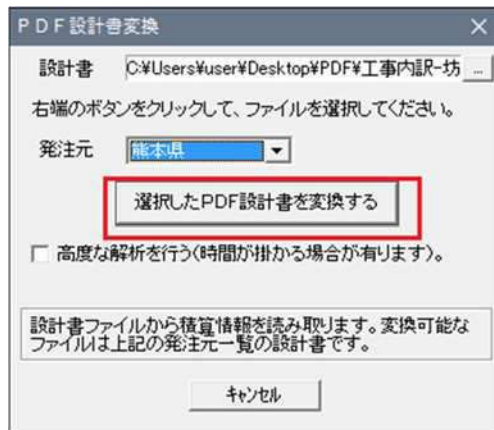 PDF設計書変換
設計書 C:¥Users¥user¥Desktop¥PDF¥工事内訳-坊 ...
右端のボタンをクリックして、ファイルを選択してください。
発注元 熊本県
選択したPDF設計書を変換する
高度な解析を行う(時間が掛かる場合が有ります)。
設計書ファイルから積算情報を読み取ります。変換可能な
ファイルは上記の発注元一覧の設計書です。
キャンセル